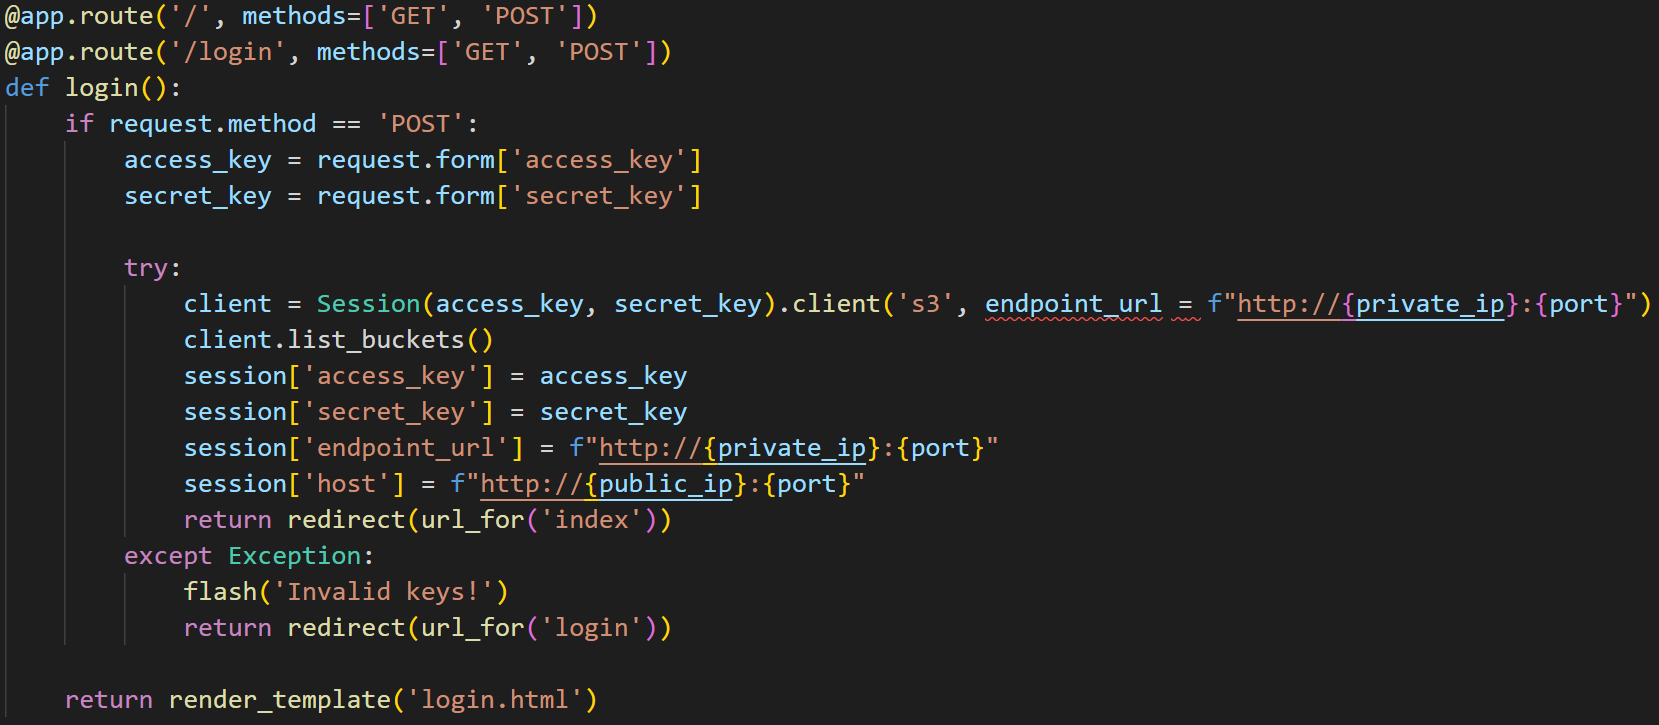 @app.route('/', methods=['GET', 'POST'])
@app.route('/login', methods=['GET', 'POST'])
def login():
    if request.method == 'POST':
        access_key = request.form['access_key']
        secret_key = request.form['secret_key']

        try:
            client = Session(access_key, secret_key).client('s3', endpoint_url = f"http://{private_ip}:{port}")
            client.list_buckets()
            session['access_key'] = access_key
            session['secret_key'] = secret_key
            session['endpoint_url'] = f"http://{private_ip}:{port}"
            session['host'] = f"http://{public_ip}:{port}"
            return redirect(url_for('index'))
        except Exception:
            flash('Invalid keys!')
            return redirect(url_for('login'))

    return render_template('login.html')